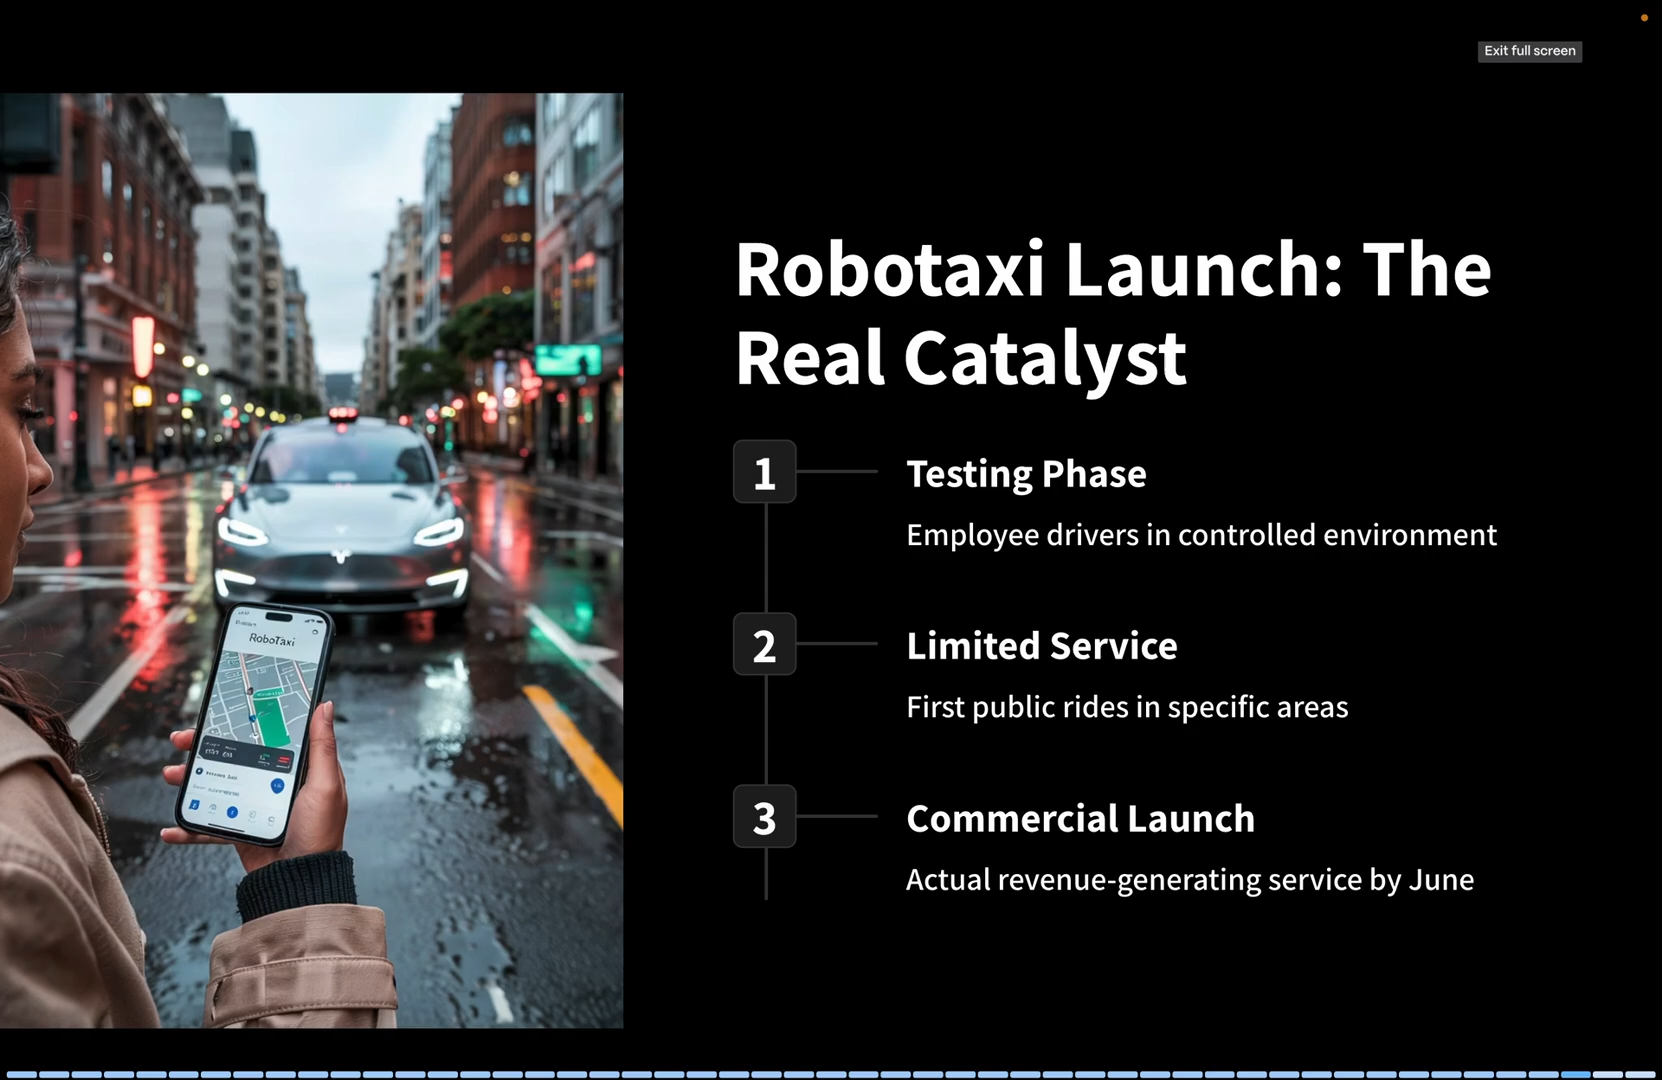 Exit full screen
Robotaxi Launch: The
Real Catalyst
1
Testing Phase
Employee drivers in controlled environment
2
Limited Service
First public rides in specific areas
3
Commercial Launch
Actual revenue-generating service by June
RoboTaxi